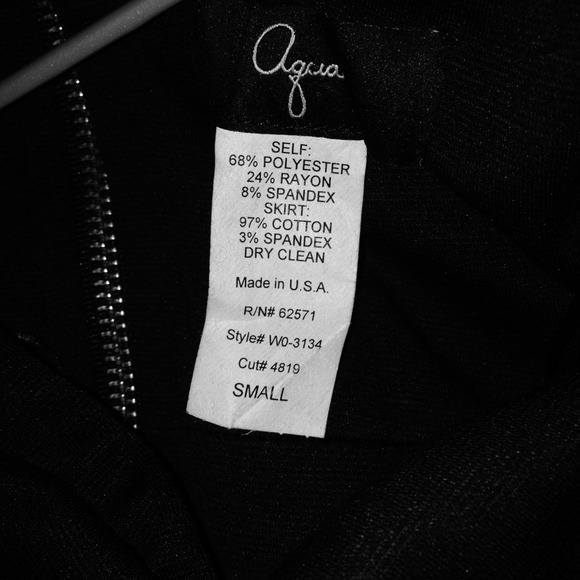 Aqua
SELF:
68% POLYESTER
24% RAYON
8% SPANDEX
SKIRT:
97% COTTON
3% SPANDEX
DRY CLEAN
Made in U.S.A.
R/N# 62571
Style# W0-3134
Cut# 4819
SMALL